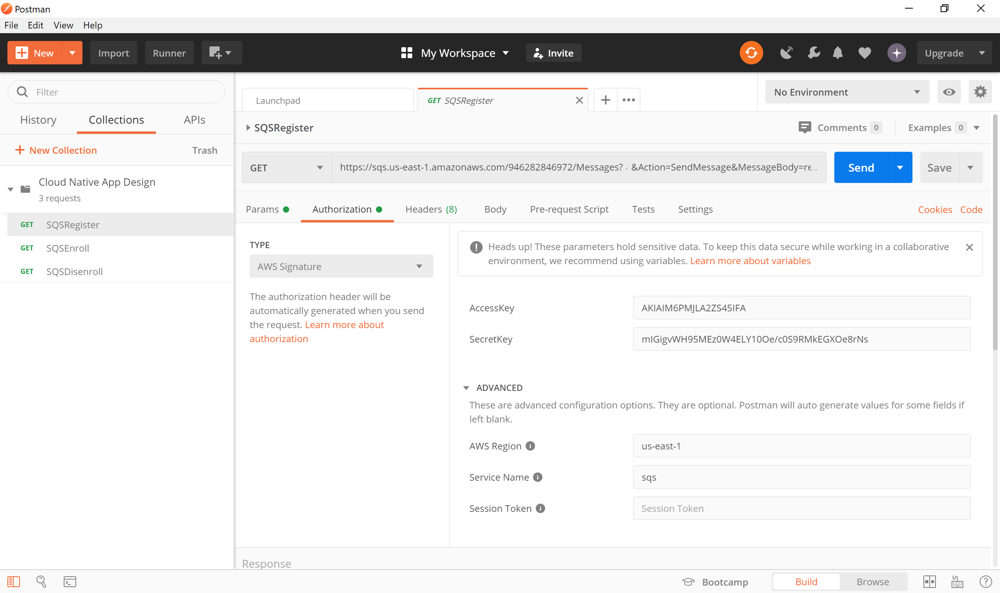 Postman
File Edit View Help
New Import Runner My Workspace Invite Upgrade
Filter
History Collections APIs
New Collection Trash
Cloud Native App Design
3 requests
GET SQSRegister
GET SQSEnroll
GET SQSDisenroll
Launchpad GET SQSRegister No Environment
SQSRegister Comments 0 Examples 0
GET https://sqs.us-east-1.amazonaws.com/946282846972/Messages? &Action=SendMessage&MessageBody=re... Send Save
Params Authorization Headers (8) Body Pre-request Script Tests Settings Cookies Code
TYPE
AWS Signature
The authorization header will be
automatically generated when you send
the request. Learn more about
authorization
Heads up! These parameters hold sensitive data. To keep this data secure while working in a collaborative
environment, we recommend using variables. Learn more about variables
AccessKey AKIAIM6PMJLA2ZS45IFA
SecretKey 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
ADVANCED
These are advanced configuration options. They are optional. Postman will auto generate values for some fields if
left blank.
AWS Region us-east-1
Service Name sqs
Session Token Session Token
Response
Bootcamp Build Browse